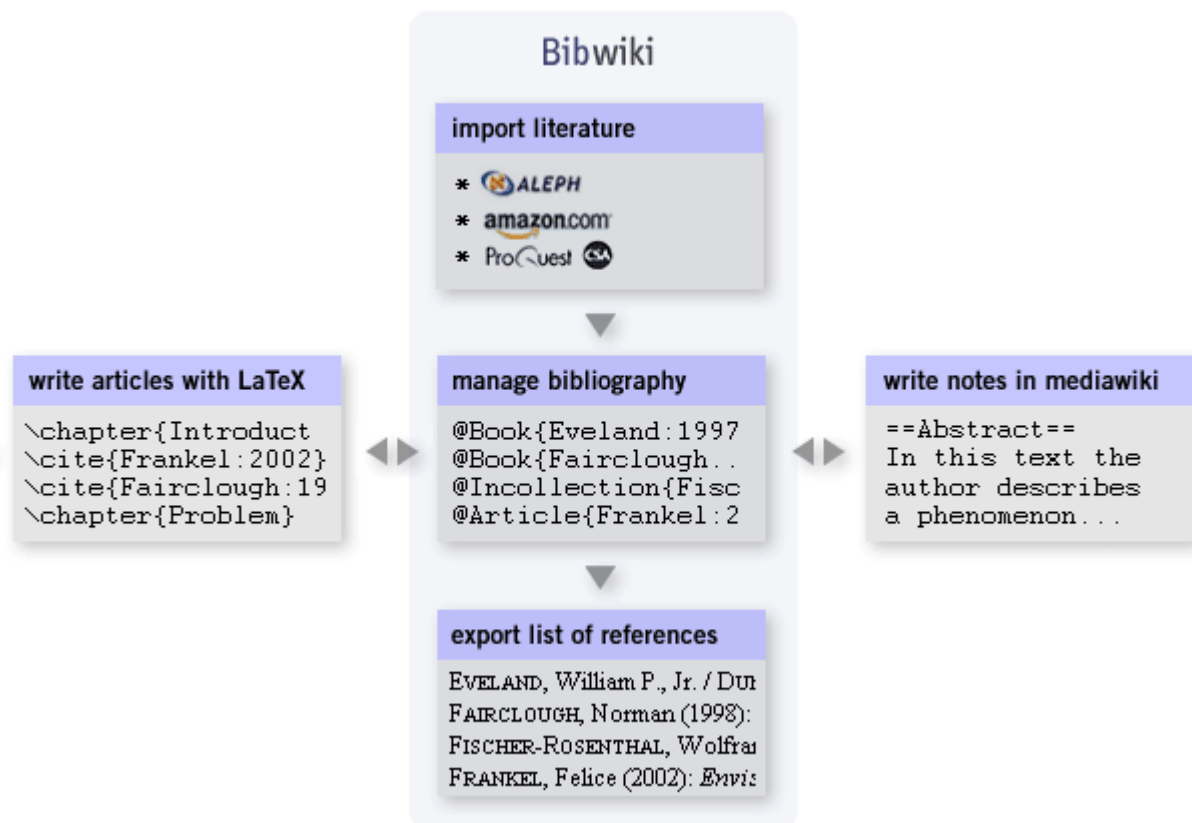 Bibwiki
import literature
* ALEPH
* amazon.com
* ProQuest CSA
write articles with LaTeX
\chapter{Introduct
\cite{Frankel:2002}
\cite{Fairclough:19
\chapter{Problem}
manage bibliography
@Book{Eveland:1997
@Book{Fairclough..
@Incollection{Fisc
@Article{Frankel:2
write notes in mediawiki
==Abstract==
In this text the
author describes
a phenomenon...
export list of references
EVELAND, William P., Jr. / DUN
FAIRCLOUGH, Norman (1998):
FISCHER-ROSENTHAL, Wolfra
FRANKEL, Felice (2002): Envis